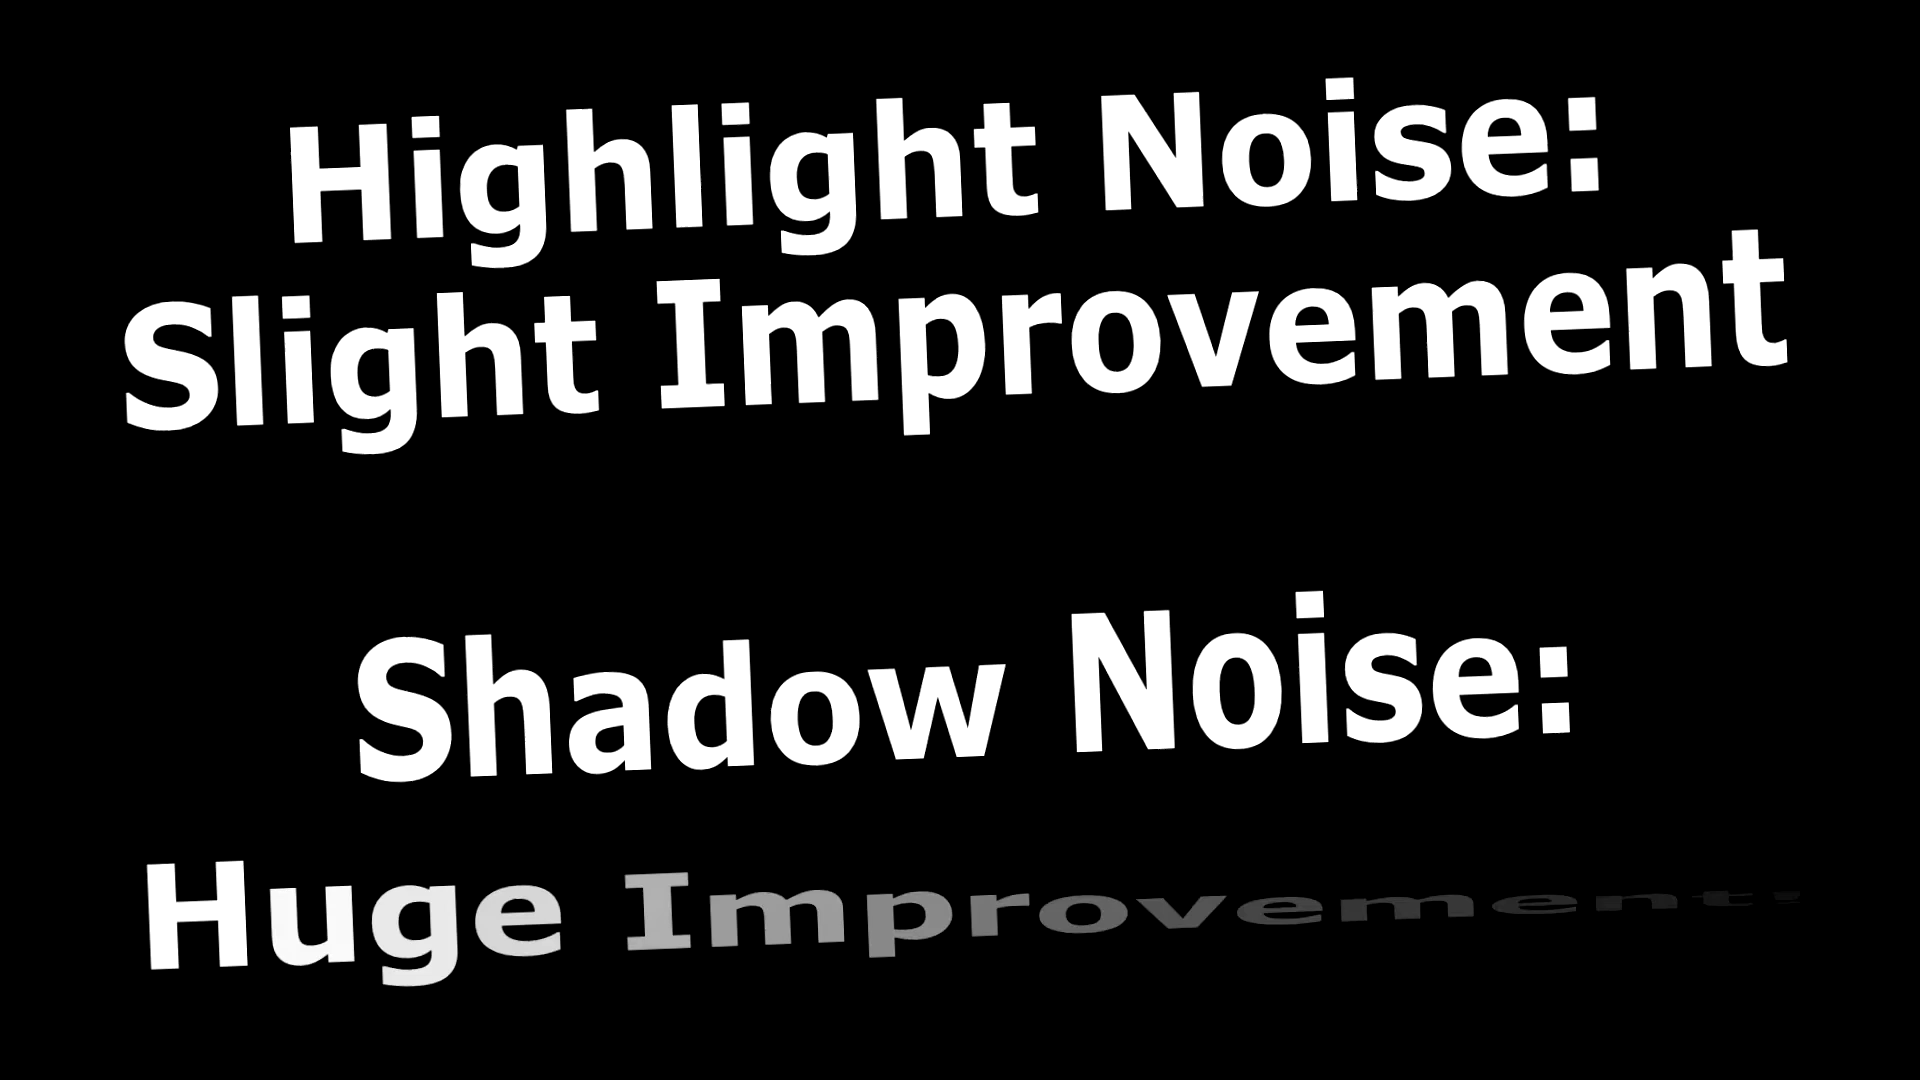 Highlight Noise:
Slight Improvement
Shadow Noise:
Huge Improvement!